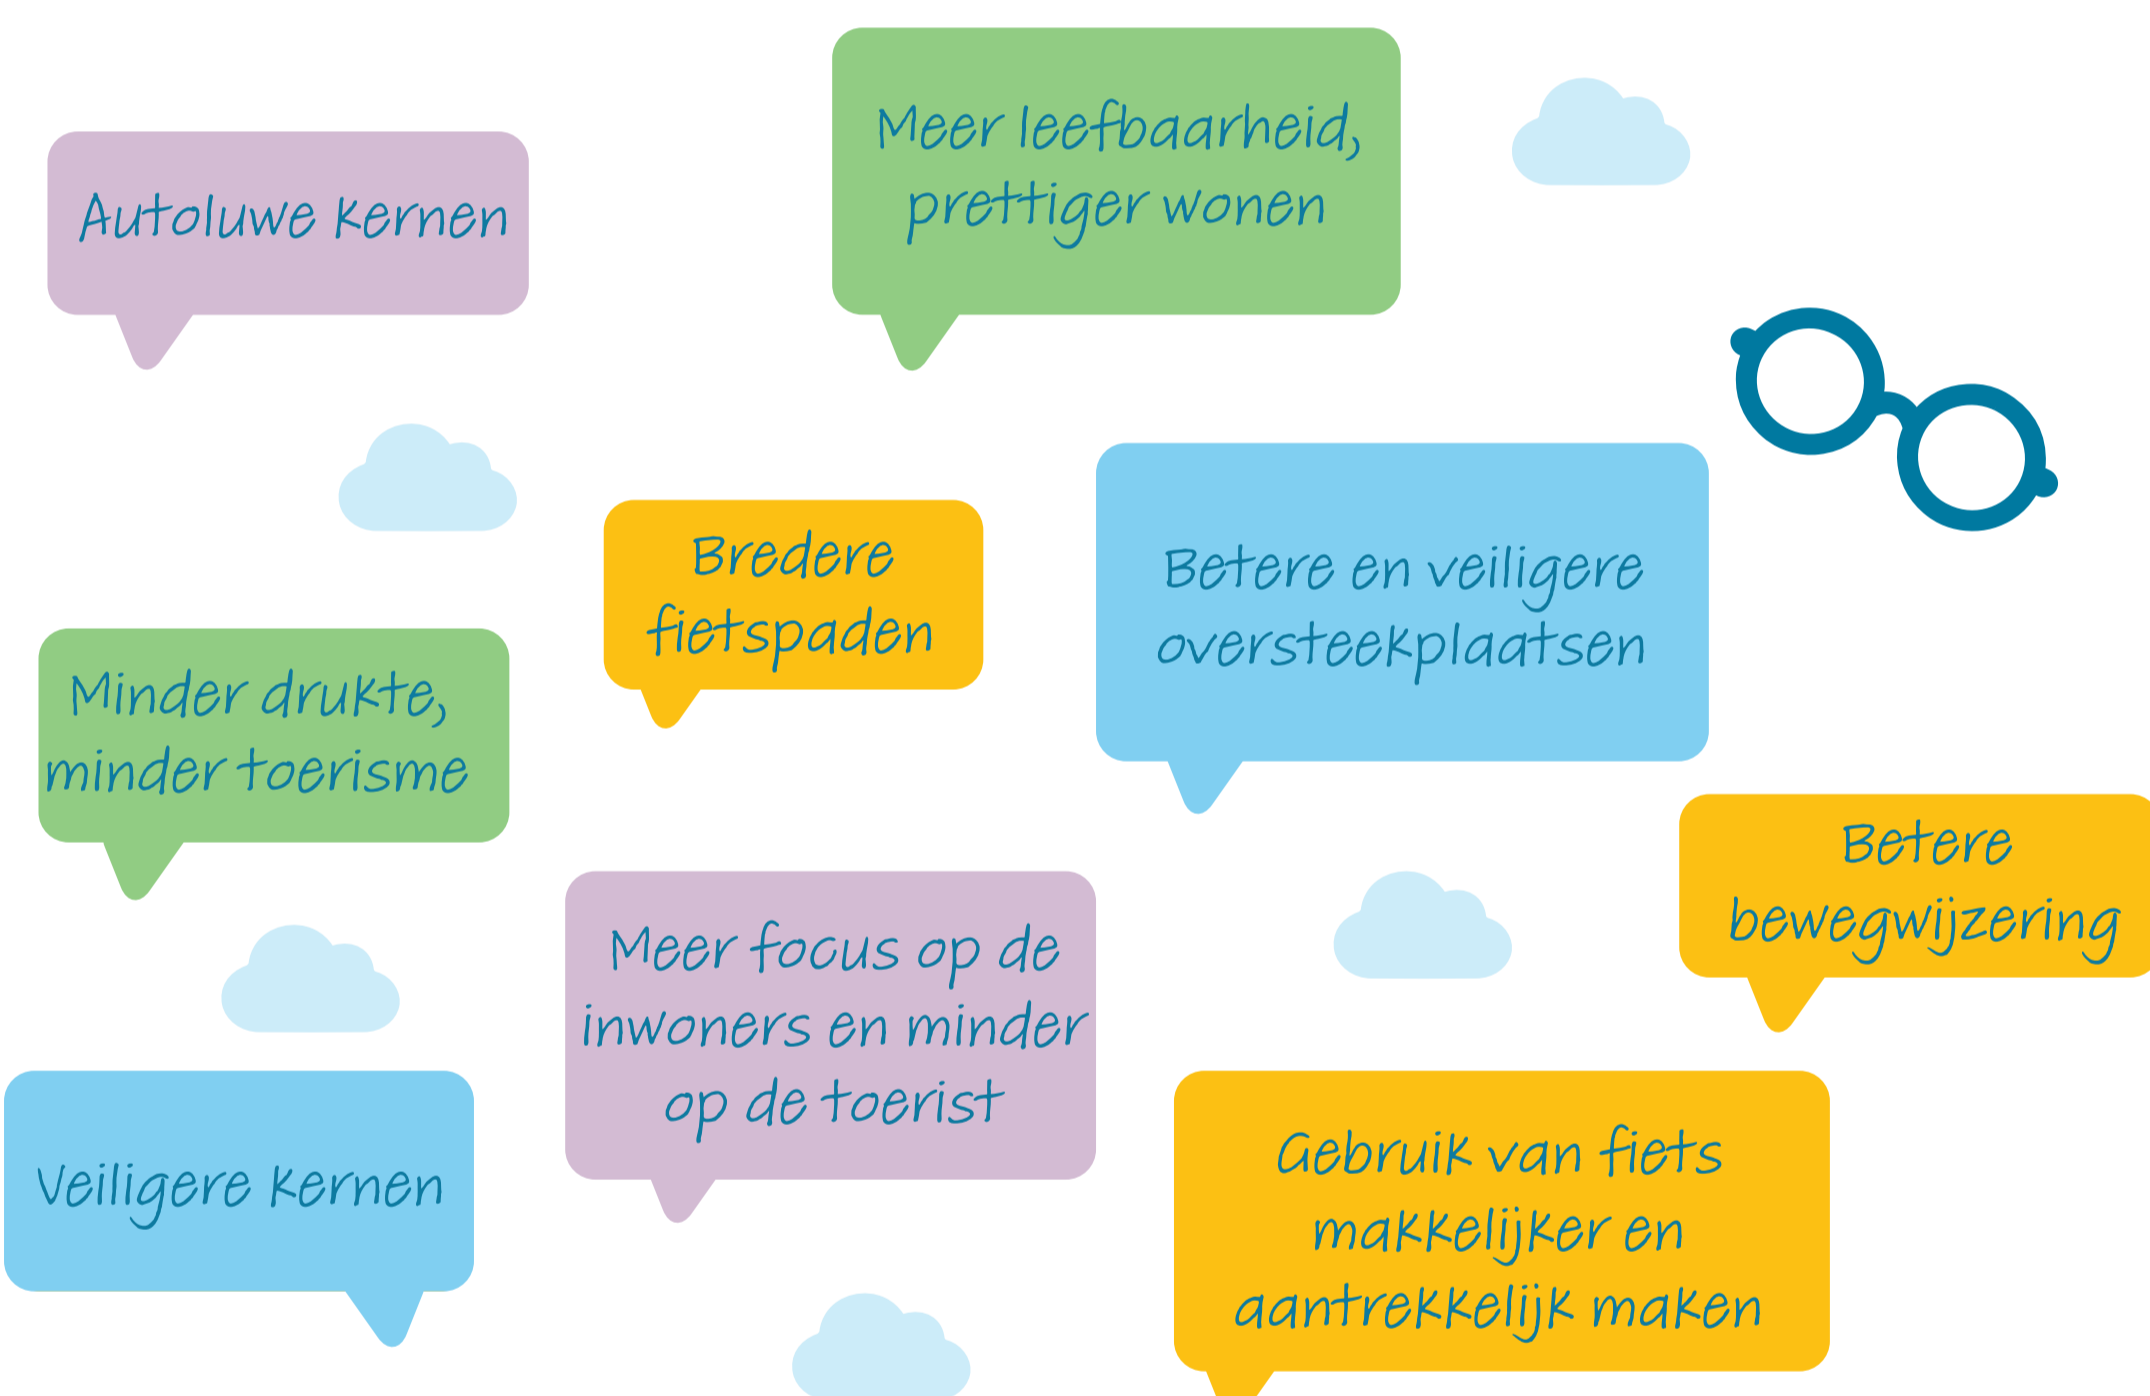 Autoluwe kernen
Meer leefbaarheid,
prettiger wonen
Bredere
fietspaden
Betere en veiligere
oversteekplaatsen
Minder drukte,
minder toerisme
Betere
bewegwijzering
Meer focus op de
inwoners en minder
op de toerist
Veiligere kernen
Gebruik van fiets
makkelijker en
aantrekkelijk maken